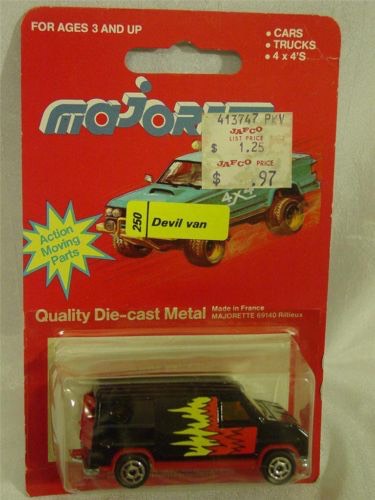 FOR AGES 3 AND UP
• CARS
• TRUCKS
• 4 x 4'S
majorette
413747 PKV
JAFCO
LIST PRICE
$ 1.25
JAFCO PRICE
$ .97
4X4
250 Devil van
Action
Moving
Parts
Quality Die-cast Metal
Made in France
MAJORETTE 69140 Rillieux